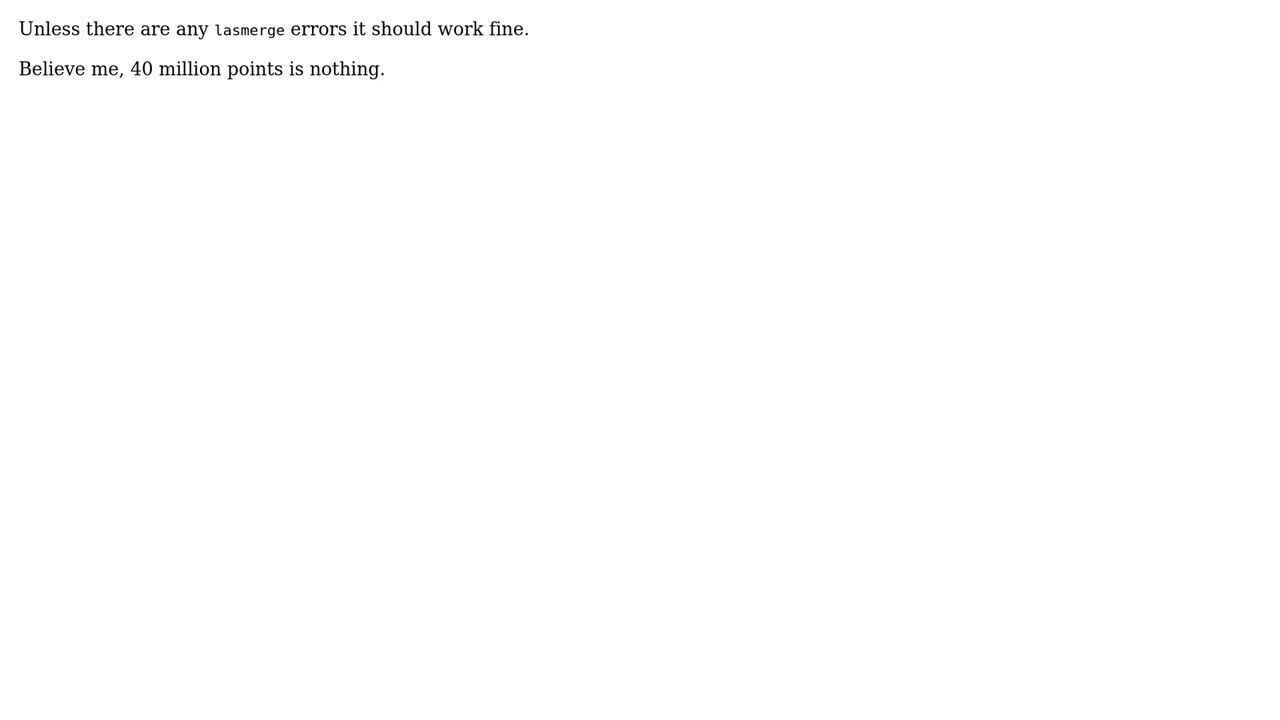 Unless there are any lasmerge errors it should work fine.
Believe me, 40 million points is nothing.